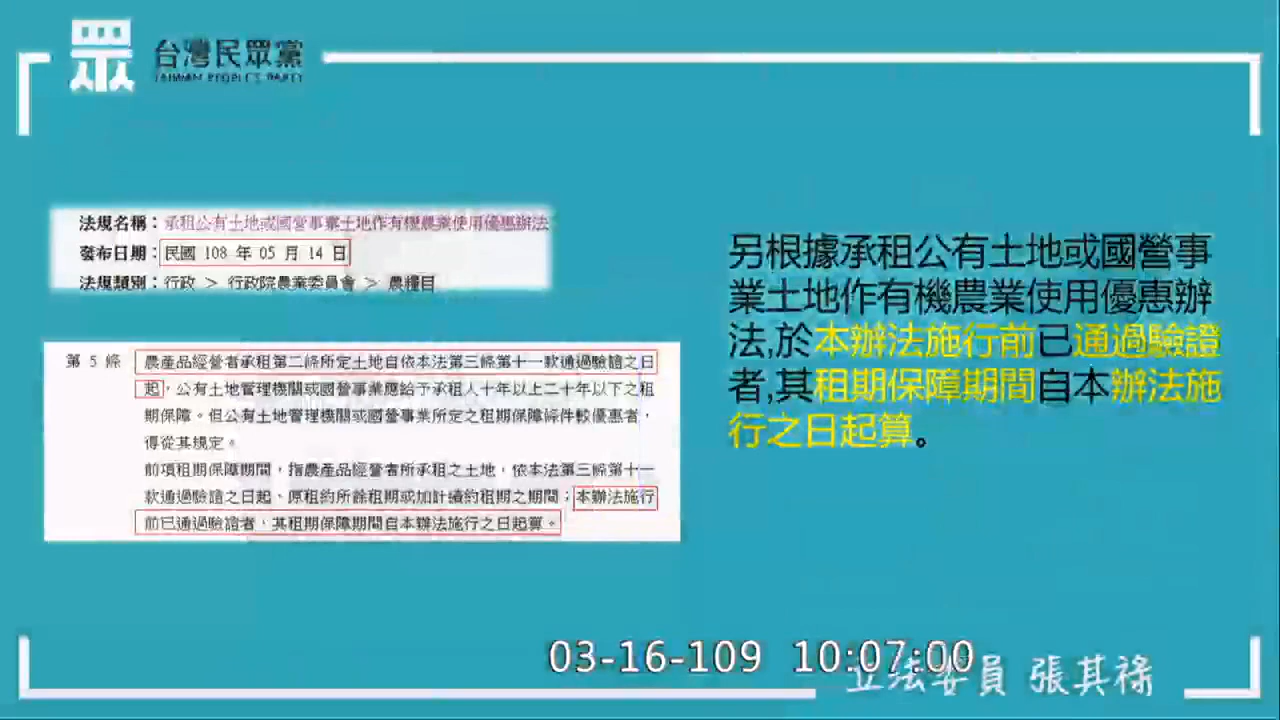 眾 台灣民眾黨
TAIWAN PEOPLE'S PARTY
法規名稱：承租公有土地或國營事業土地作有機農業使用優惠辦法
發布日期：民國 108 年 05 月 14 日
法規類別：行政 > 行政院農業委員會 > 農糧目
第 5 條 農產品經營者承租第二條所定土地自依本法第三條第十一款通過驗證之日
起，公有土地管理機關或國營事業應給予承租人十年以上二十年以下之租
期保障。但公有土地管理機關或國營事業所定之租期保障條件較優惠者，
得從其規定。
前項租期保障期間，指農產品經營者所承租之土地，依本法第三條第十一
款通過驗證之日起、原租約所餘租期或加計續約租期之期間；本辦法施行
前已通過驗證者，其租期保障期間自本辦法施行之日起算。
另根據承租公有土地或國營事
業土地作有機農業使用優惠辦
法,於本辦法施行前已通過驗證
者,其租期保障期間自本辦法施
行之日起算。
03-16-109 10:07:00
立法委員 張其祿